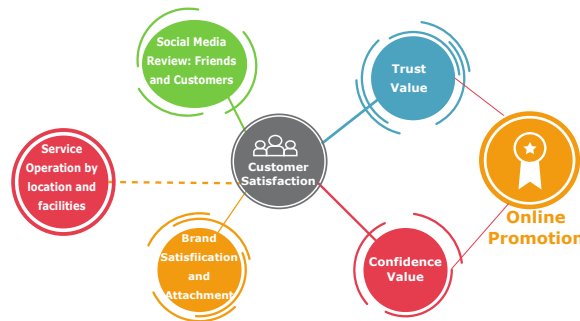 Social Media
Review: Friends
and Customers
Trust
Value
Service
Operation by
location and
facilities
Customer
Satisfaction
Online
Promotion
Brand
Satisfiication
and
Attachment
Confidence
Value